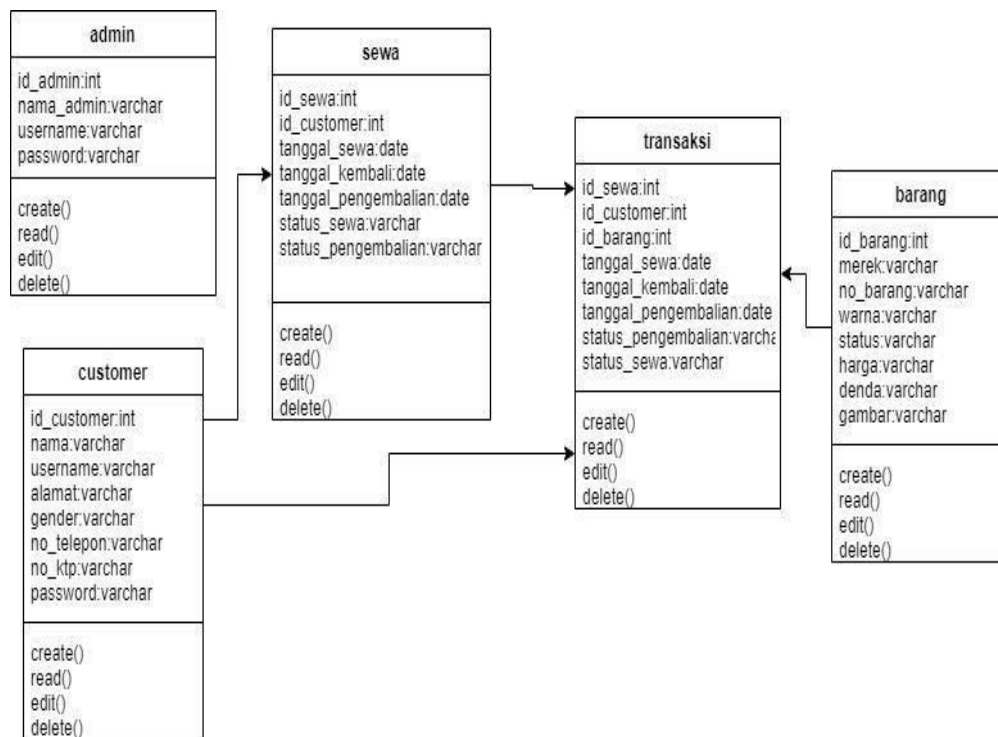 admin
id_admin:int
nama_admin:varchar
username:varchar
password:varchar
create()
read()
edit()
delete()
sewa
id_sewa:int
id_customer:int
tanggal_sewa:date
tanggal_kembali:date
tanggal_pengembalian:date
status_sewa:varchar
status_pengembalian:varchar
create()
read()
edit()
delete()
transaksi
id_sewa:int
id_customer:int
id_barang:int
tanggal_sewa:date
tanggal_kembali:date
tanggal_pengembalian:date
status_pengembalian:varcha
status_sewa:varchar
create()
read()
edit()
delete()
barang
id_barang:int
merek:varchar
no_barang:varchar
warna:varchar
status:varchar
harga:varchar
denda:varchar
gambar:varchar
create()
read()
edit()
delete()
customer
id_customer:int
nama:varchar
username:varchar
alamat:varchar
gender:varchar
no_telepon:varchar
no_ktp:varchar
password:varchar
create()
read()
edit()
delete()